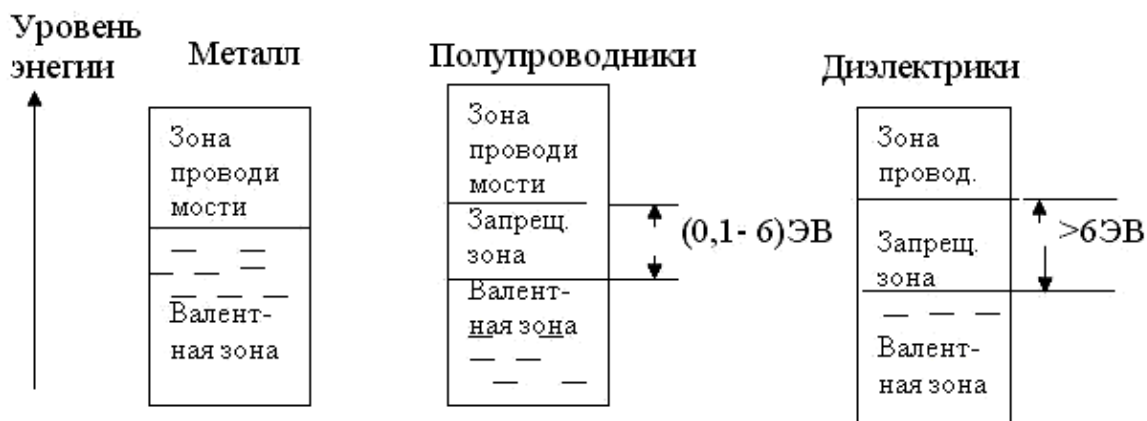 Уровень
энегии
Металл
Зона
проводи
мости
Валент-
ная зона
Полупроводники
Зона
проводи
мости
Запрещ.
зона
Валент-
ная зона
(0,1- 6)ЭВ
Диэлектрики
Зона
провод.
Запрещ.
зона
Валент-
ная зона
>6ЭВ